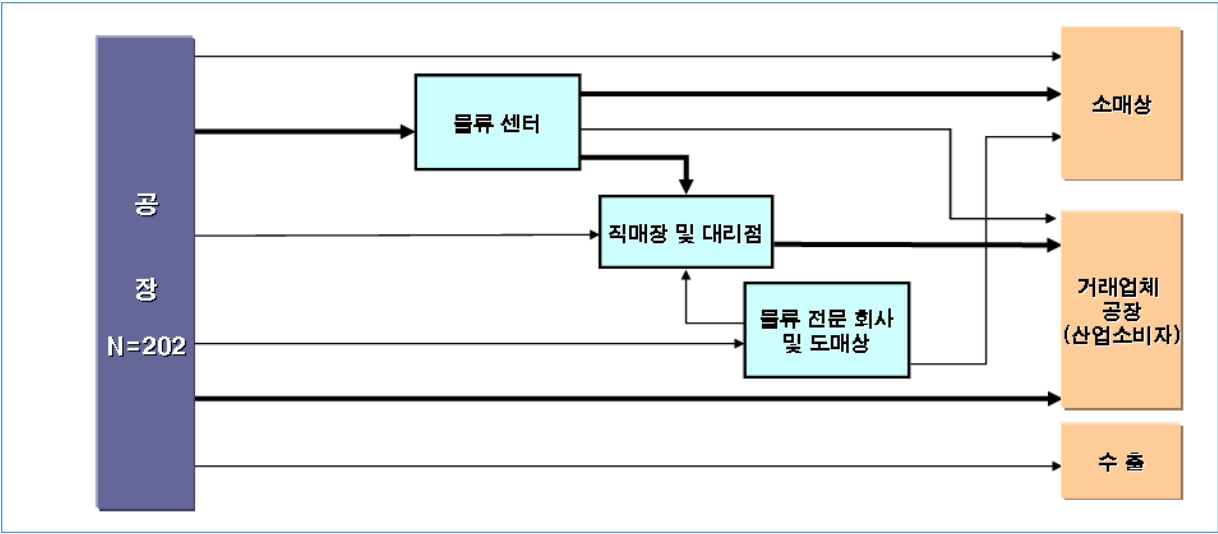 공
장
N=202
물류 센터
직매장 및 대리점
물류 전문 회사
및 도매상
소매상
거래업체
공장
(산업소비자)
수 출